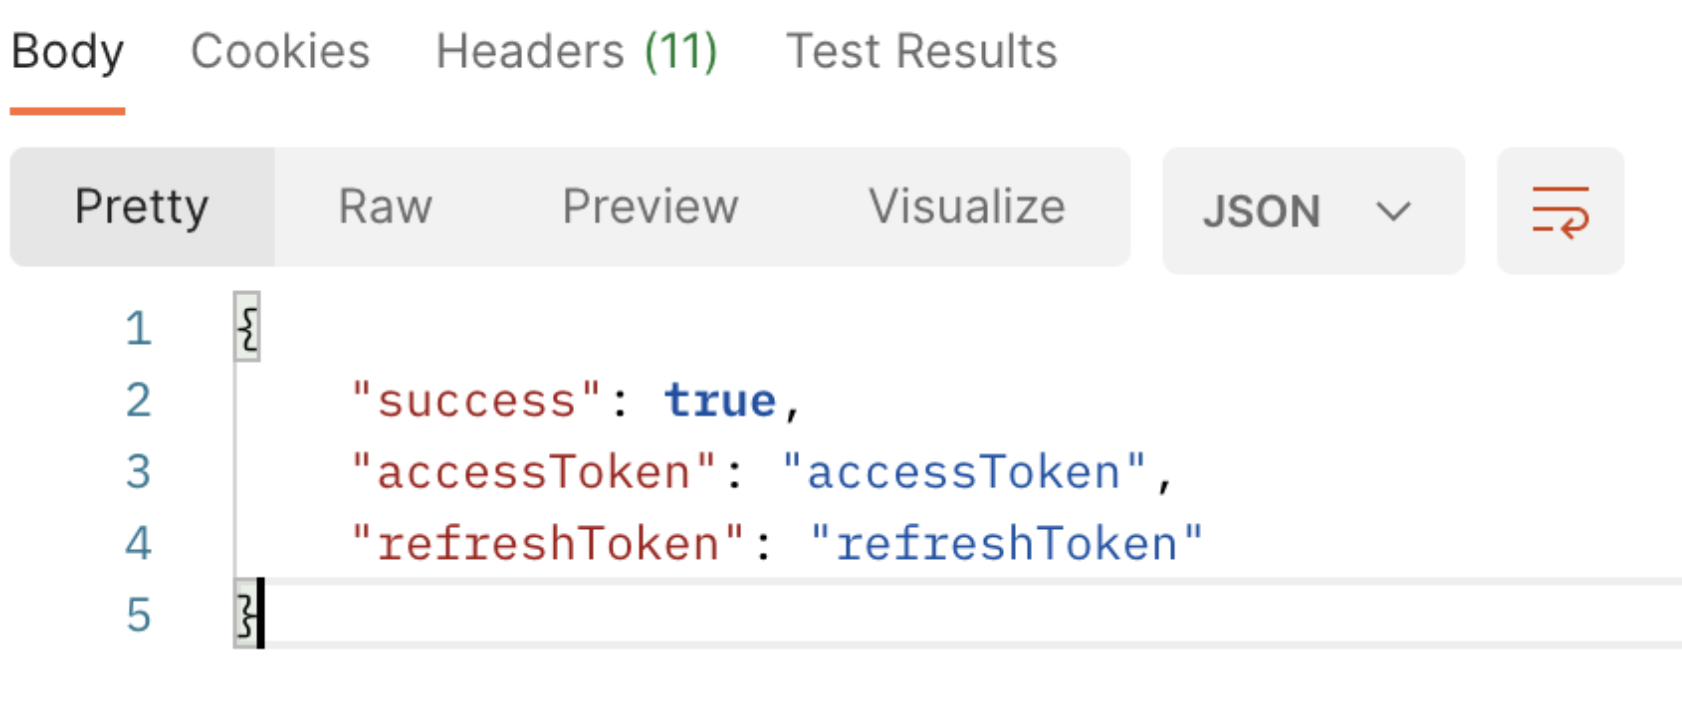 Body Cookies Headers (11) Test Results
Pretty Raw Preview Visualize JSON
1 {
2 "success": true,
3 "accessToken": "accessToken",
4 "refreshToken": "refreshToken"
5 }